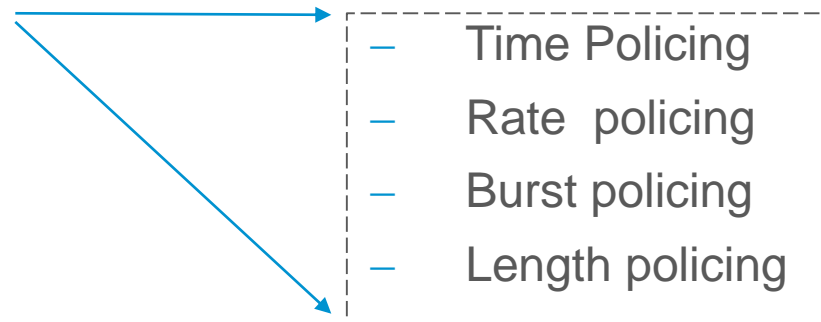 – Time Policing
– Rate policing
– Burst policing
– Length policing